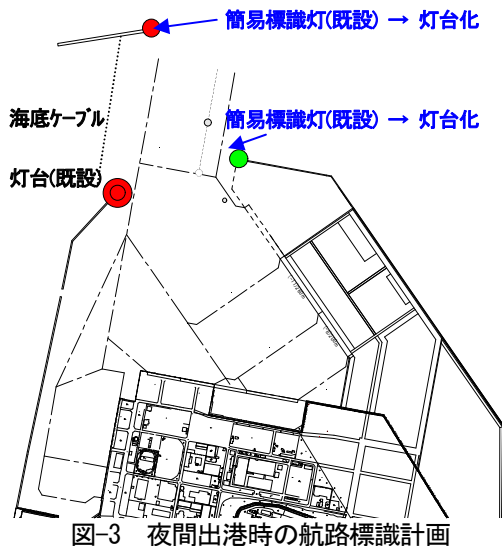 簡易標識灯(既設) → 灯台化
海底ケーブル
簡易標識灯(既設) → 灯台化
灯台(既設)
図-3 夜間出港時の航路標識計画